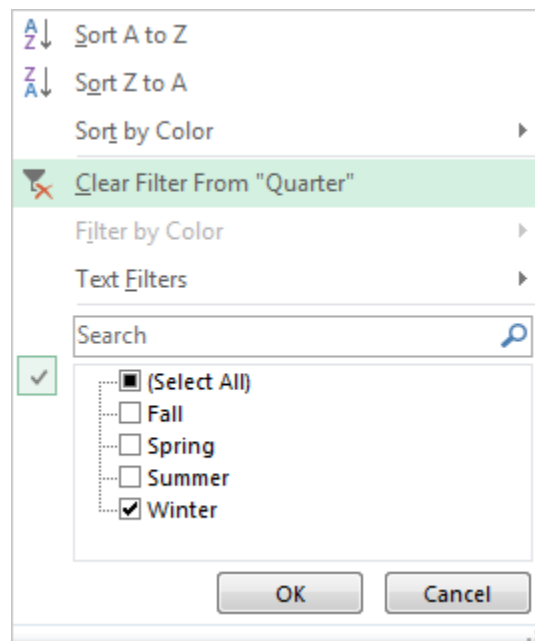 Sort A to Z
Sort Z to A
Sort by Color
Clear Filter From "Quarter"
Filter by Color
Text Filters
Search
(Select All)
Fall
Spring
Summer
Winter
OK Cancel